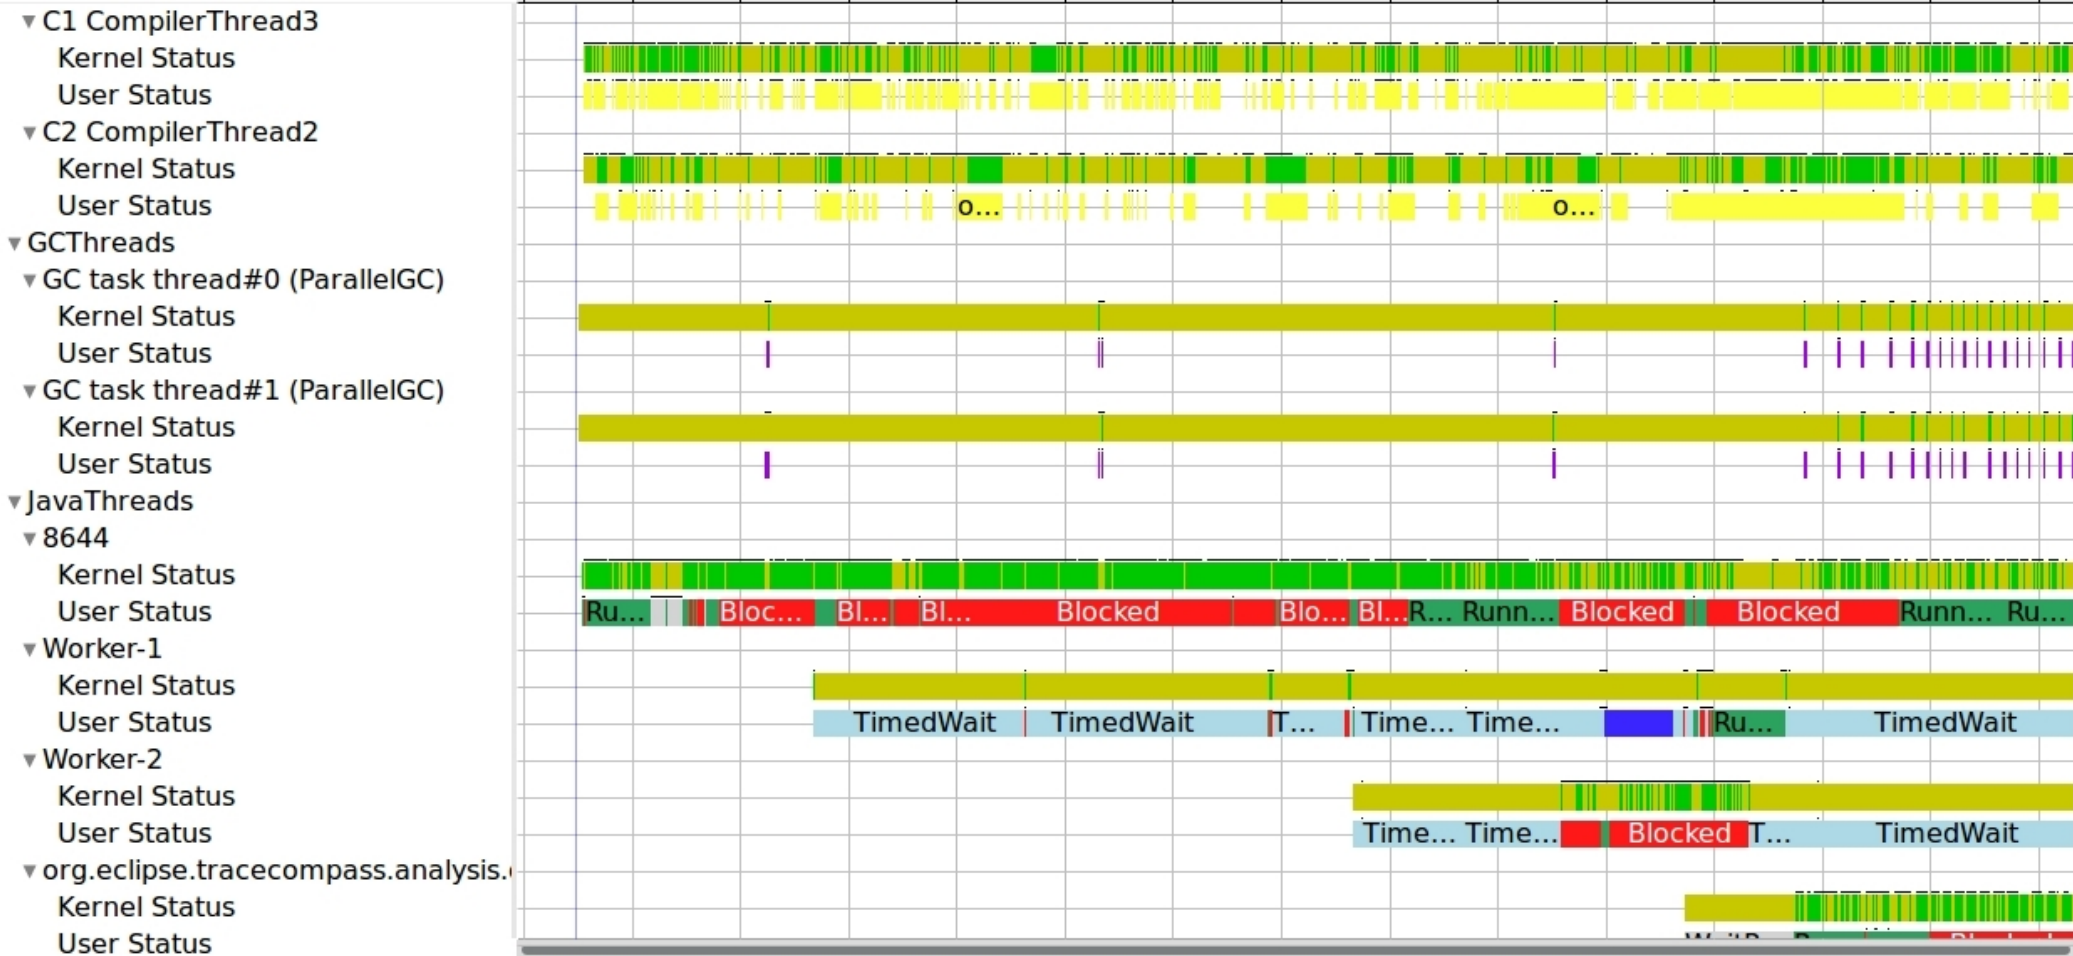 C1 CompilerThread3
Kernel Status
User Status
C2 CompilerThread2
Kernel Status
User Status o... o...
GCThreads
GC task thread#0 (ParallelGC)
Kernel Status
User Status
GC task thread#1 (ParallelGC)
Kernel Status
User Status
JavaThreads
8644
Kernel Status
User Status Ru... Bloc... Bl... Bl... Blocked Blo... Bl... R... Runn... Blocked Blocked Runn... Ru...
Worker-1
Kernel Status
User Status TimedWait TimedWait T... Time... Time... Ru... TimedWait
Worker-2
Kernel Status
User Status Time... Time... Blocked T... TimedWait
org.eclipse.tracecompass.analysis.
Kernel Status
User Status